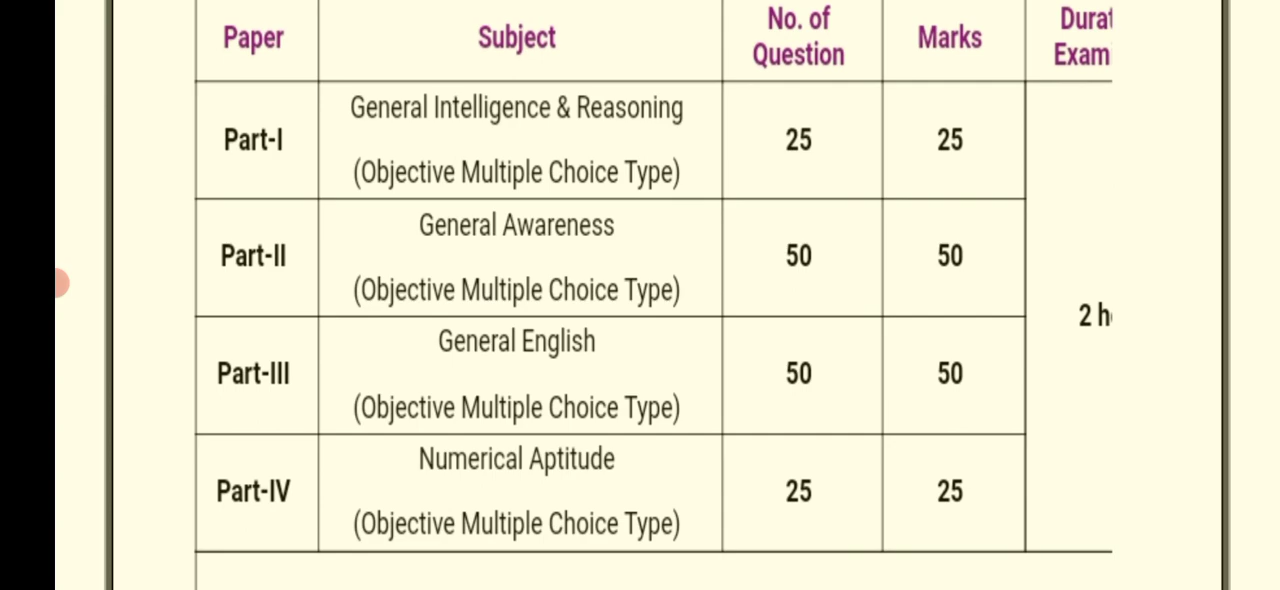 Paper Subject No. of Question Marks
Part-I General Intelligence & Reasoning (Objective Multiple Choice Type) 25 25
Part-II General Awareness (Objective Multiple Choice Type) 50 50
Part-III General English (Objective Multiple Choice Type) 50 50
Part-IV Numerical Aptitude (Objective Multiple Choice Type) 25 25
2